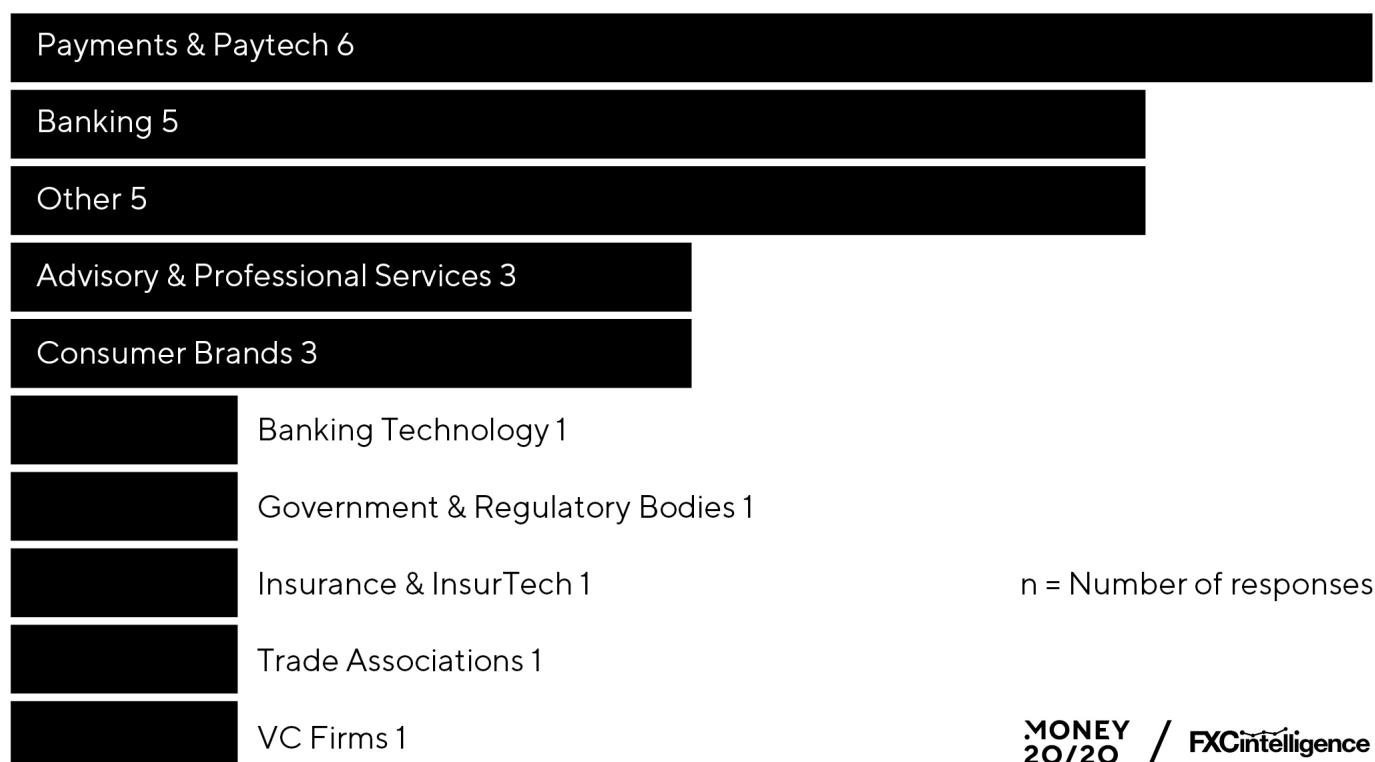 Payments & Paytech 6
Banking 5
Other 5
Advisory & Professional Services 3
Consumer Brands 3
Banking Technology 1
Government & Regulatory Bodies 1
Insurance & InsurTech 1
n = Number of responses
Trade Associations 1
VC Firms 1
MONEY
20/20
/
FXCintelligence